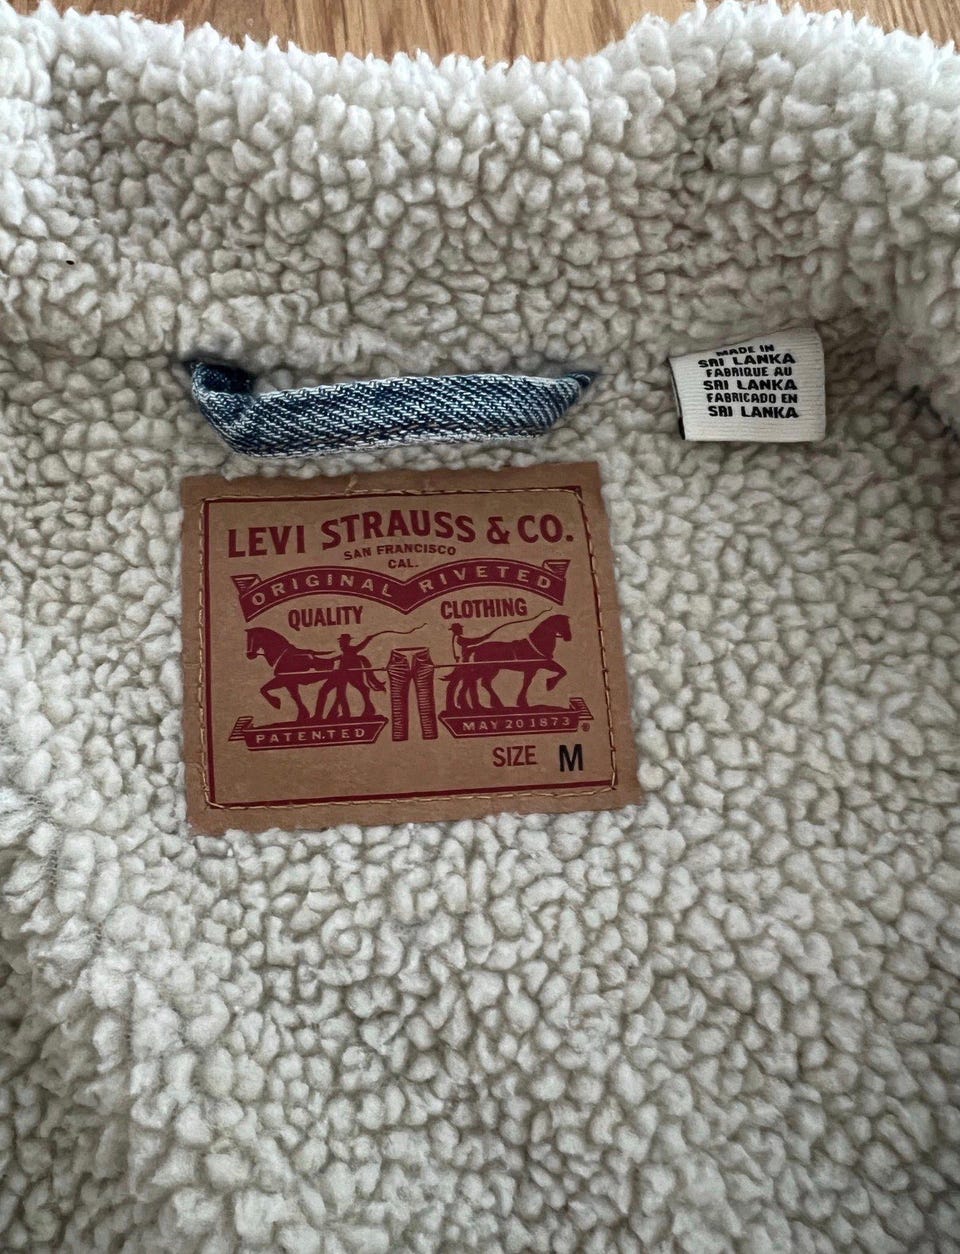 MADE IN
SRI LANKA
FABRIQUE AU
SRI LANKA
FABRICADO EN
SRI LANKA
LEVI STRAUSS & CO.
SAN FRANCISCO
CAL.
ORIGINAL RIVETED
QUALITY CLOTHING
PATENTED MAY 20 1873 ®
SIZE M